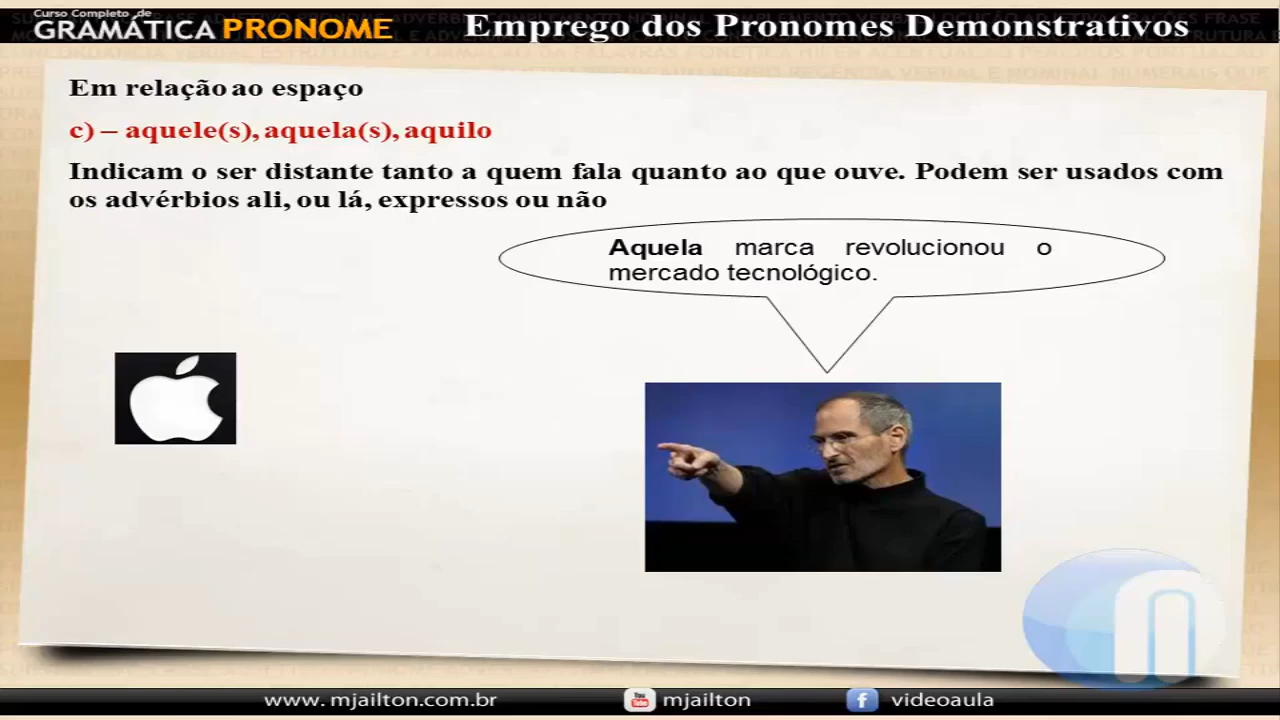 Curso Completo de
GRAMÁTICA PRONOME
Emprego dos Pronomes Demonstrativos
Em relação ao espaço
c) – aquele(s), aquela(s), aquilo
Indicam o ser distante tanto a quem fala quanto ao que ouve. Podem ser usados com
os advérbios ali, ou lá, expressos ou não
Aquela marca revolucionou o
mercado tecnológico.
www. mjailton.com.br
You Tube mjailton
f videoaula